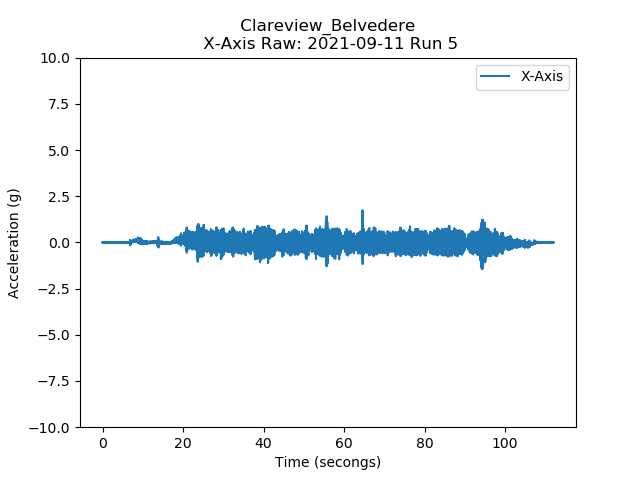 Clareview_Belvedere
X-Axis Raw: 2021-09-11 Run 5
X-Axis
10.0
7.5
5.0
2.5
0.0
−2.5
−5.0
−7.5
−10.0
Acceleration (g)
0 20 40 60 80 100
Time (secongs)